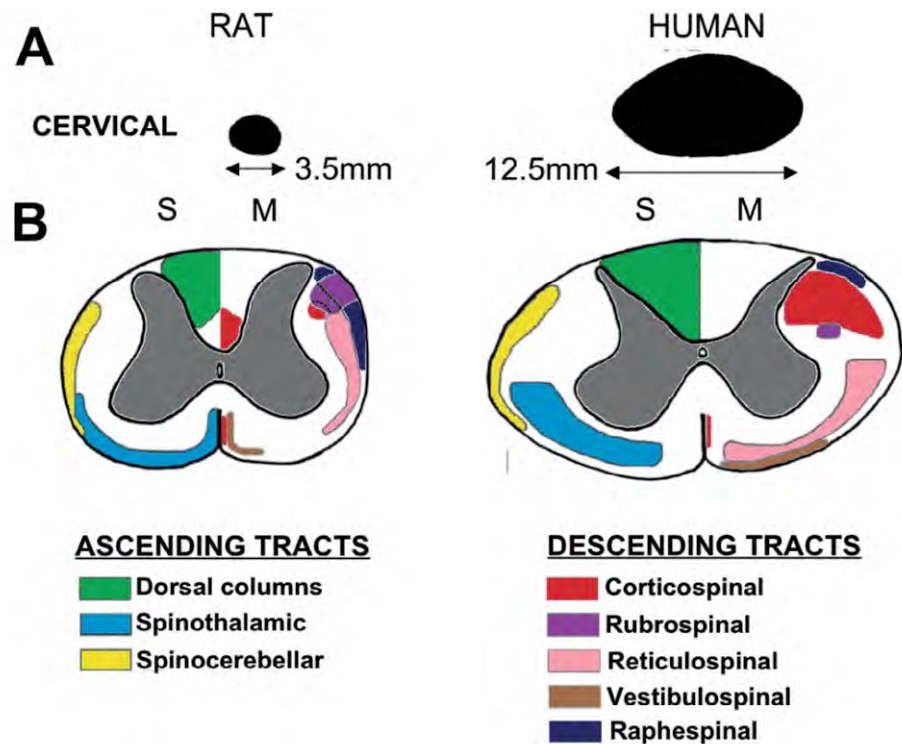 A
RAT
HUMAN
CERVICAL
3.5mm
12.5mm
B
S M
S M
ASCENDING TRACTS
Dorsal columns
Spinothalamic
Spinocerebellar
DESCENDING TRACTS
Corticospinal
Rubrospinal
Reticulospinal
Vestibulospinal
Raphespinal